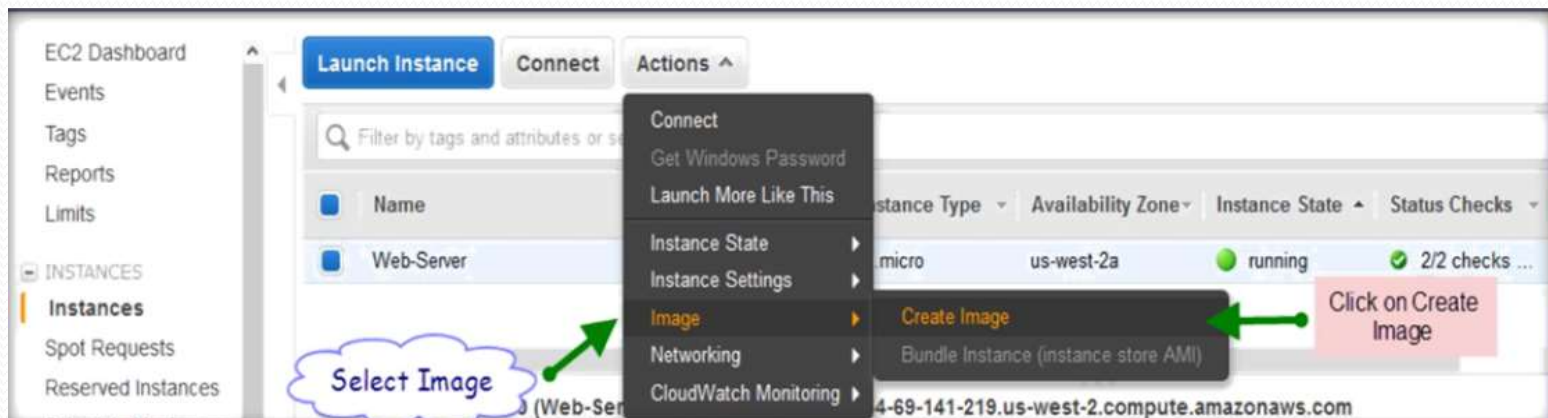 EC2 Dashboard
Events
Tags
Reports
Limits
INSTANCES
Instances
Spot Requests
Reserved Instances
Launch Instance
Connect
Actions
Filter by tags and attributes or
Name
stance Type
Availability Zone
Instance State
Status Checks
Web-Server
.micro
us-west-2a
running
2/2 checks ...
Connect
Get Windows Password
Launch More Like This
Instance State
Instance Settings
Image
Networking
CloudWatch Monitoring
Create Image
Bundle Instance (instance store AMI)
Select Image
Click on Create
Image
(Web-Ser
4-69-141-219.us-west-2.compute.amazonaws.com